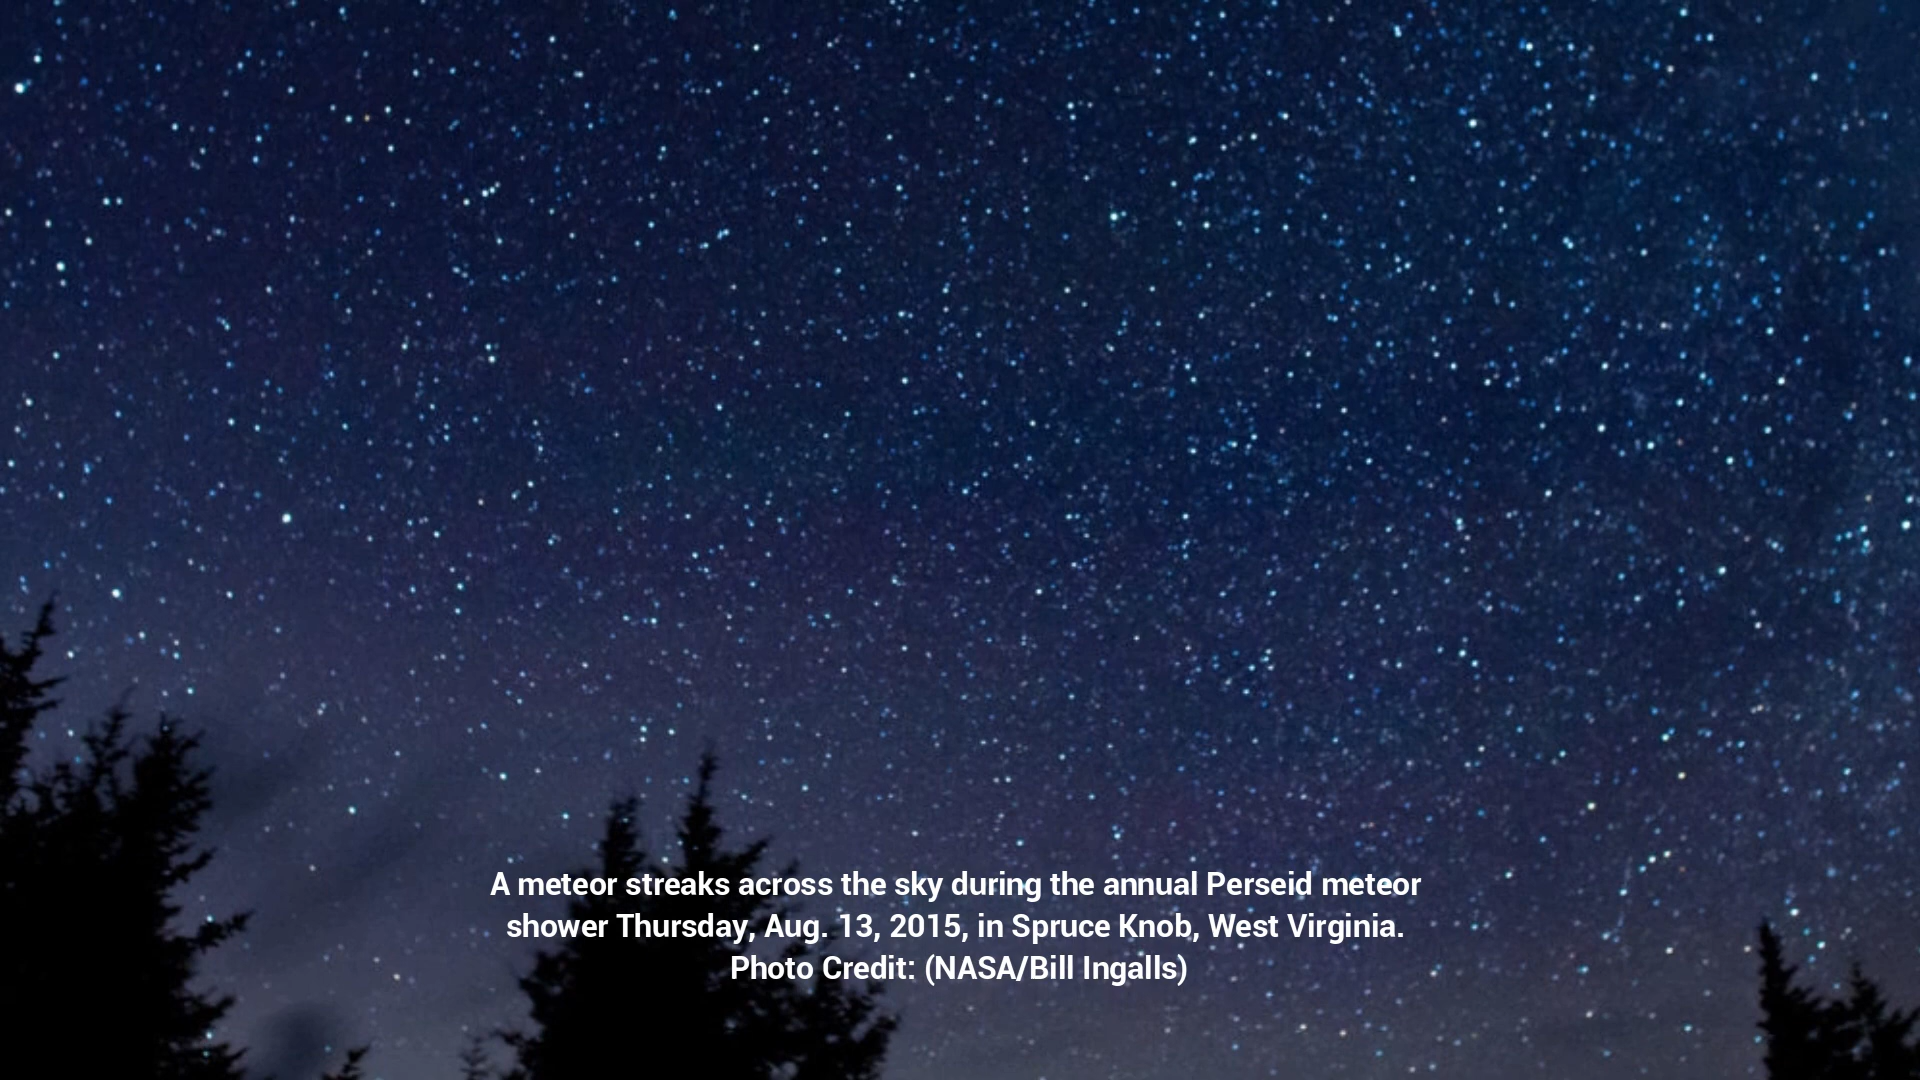 A meteor streaks across the sky during the annual Perseid meteor
shower Thursday, Aug. 13, 2015, in Spruce Knob, West Virginia.
Photo Credit: (NASA/Bill Ingalls)